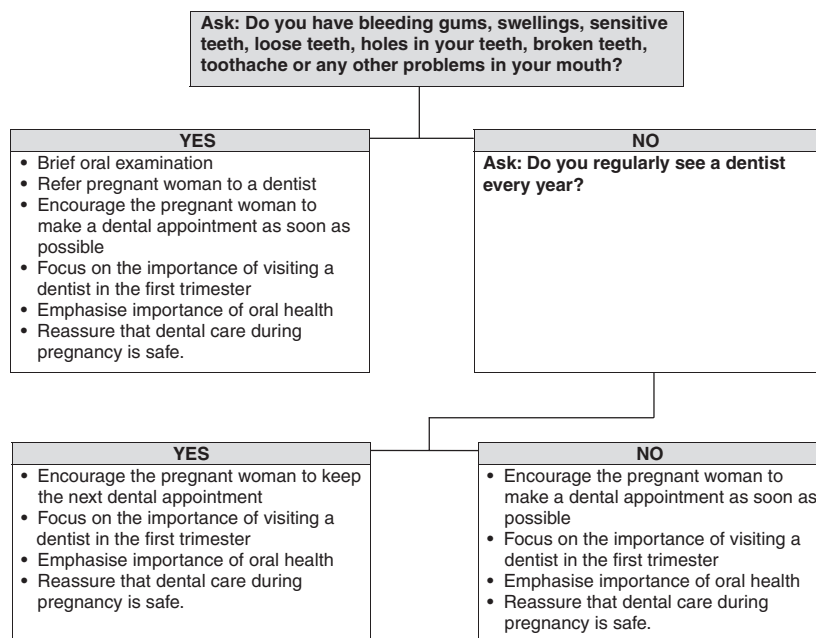 Ask: Do you have bleeding gums, swellings, sensitive
teeth, loose teeth, holes in your teeth, broken teeth,
toothache or any other problems in your mouth?
YES
• Brief oral examination
• Refer pregnant woman to a dentist
• Encourage the pregnant woman to
make a dental appointment as soon as
possible
• Focus on the importance of visiting a
dentist in the first trimester
• Emphasise importance of oral health
• Reassure that dental care during
pregnancy is safe.
NO
Ask: Do you regularly see a dentist
every year?
YES
• Encourage the pregnant woman to keep
the next dental appointment
• Focus on the importance of visiting a
dentist in the first trimester
• Emphasise importance of oral health
• Reassure that dental care during
pregnancy is safe.
NO
• Encourage the pregnant woman to
make a dental appointment as soon as
possible
• Focus on the importance of visiting a
dentist in the first trimester
• Emphasise importance of oral health
• Reassure that dental care during
pregnancy is safe.